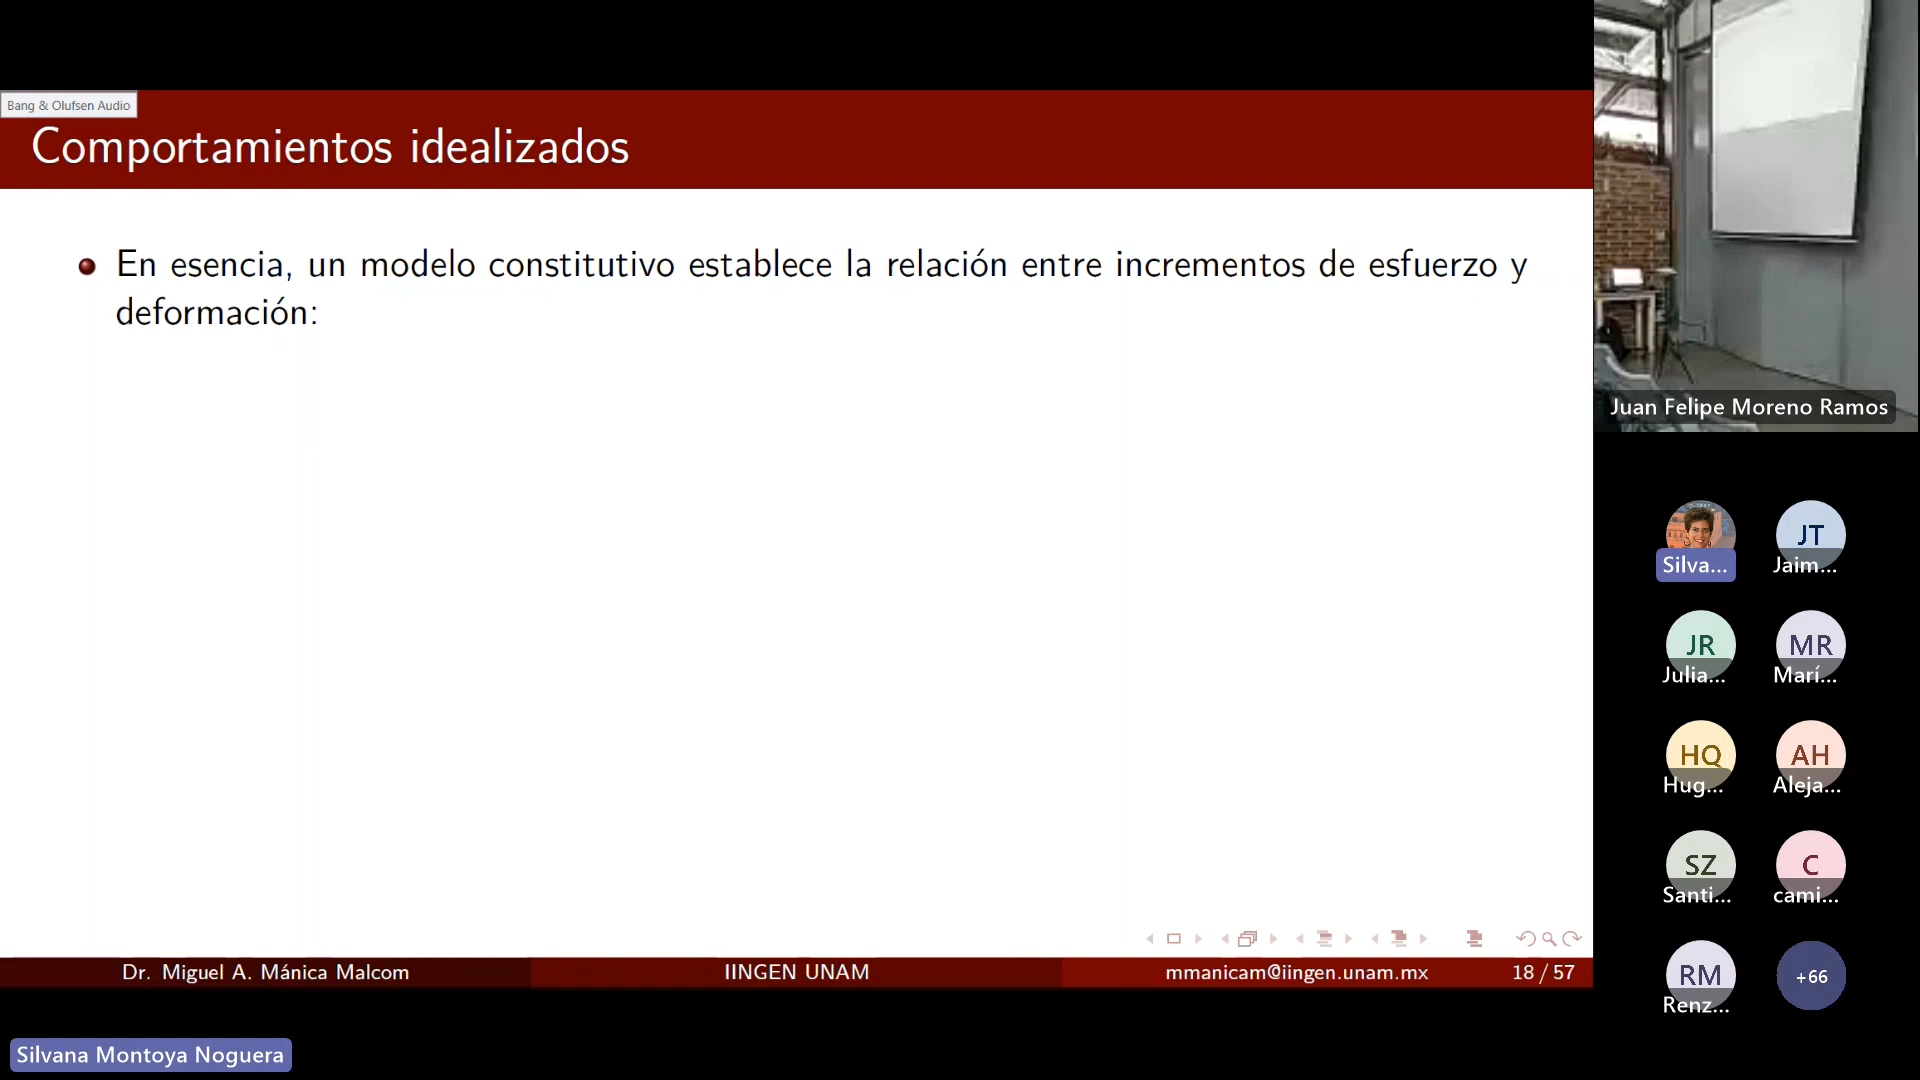 Bang & Olufsen Audio
Comportamientos idealizados
En esencia, un modelo constitutivo establece la relación entre incrementos de esfuerzo y
deformación:
Juan Felipe Moreno Ramos
JT
Silva...
Jaim...
JR
MR
Julia...
Marí...
HQ
AH
Hug...
Aleja...
SZ
C
Santi...
cami...
RM
+66
Renz...
Dr. Miguel A. Mánica Malcom
IINGEN UNAM
mmanicam@iingen.unam.mx
18 / 57
Silvana Montoya Noguera